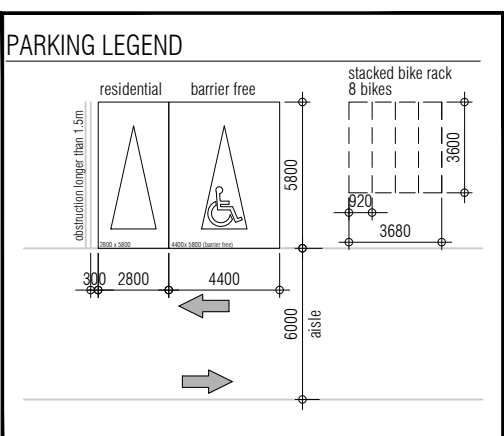 PARKING LEGEND
residential
barrier free
stacked bike rack
8 bikes
obstruction longer than 1.5m
5800
3600
920
3680
2800 x 5800
4400x 5800 (barrier free)
300
2800
4400
6000
aisle